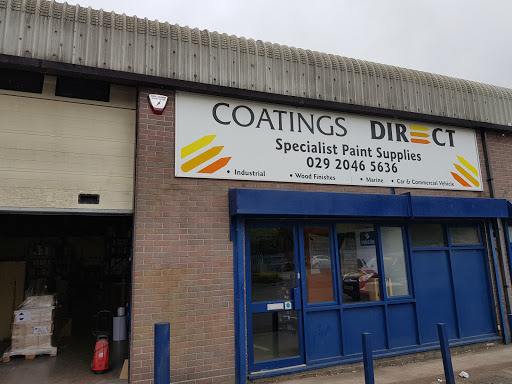 COATINGS DIRECT
Specialist Paint Supplies
029 2046 5636
• Industrial • Wood Finishes • Marine • Car & Commercial Vehicle